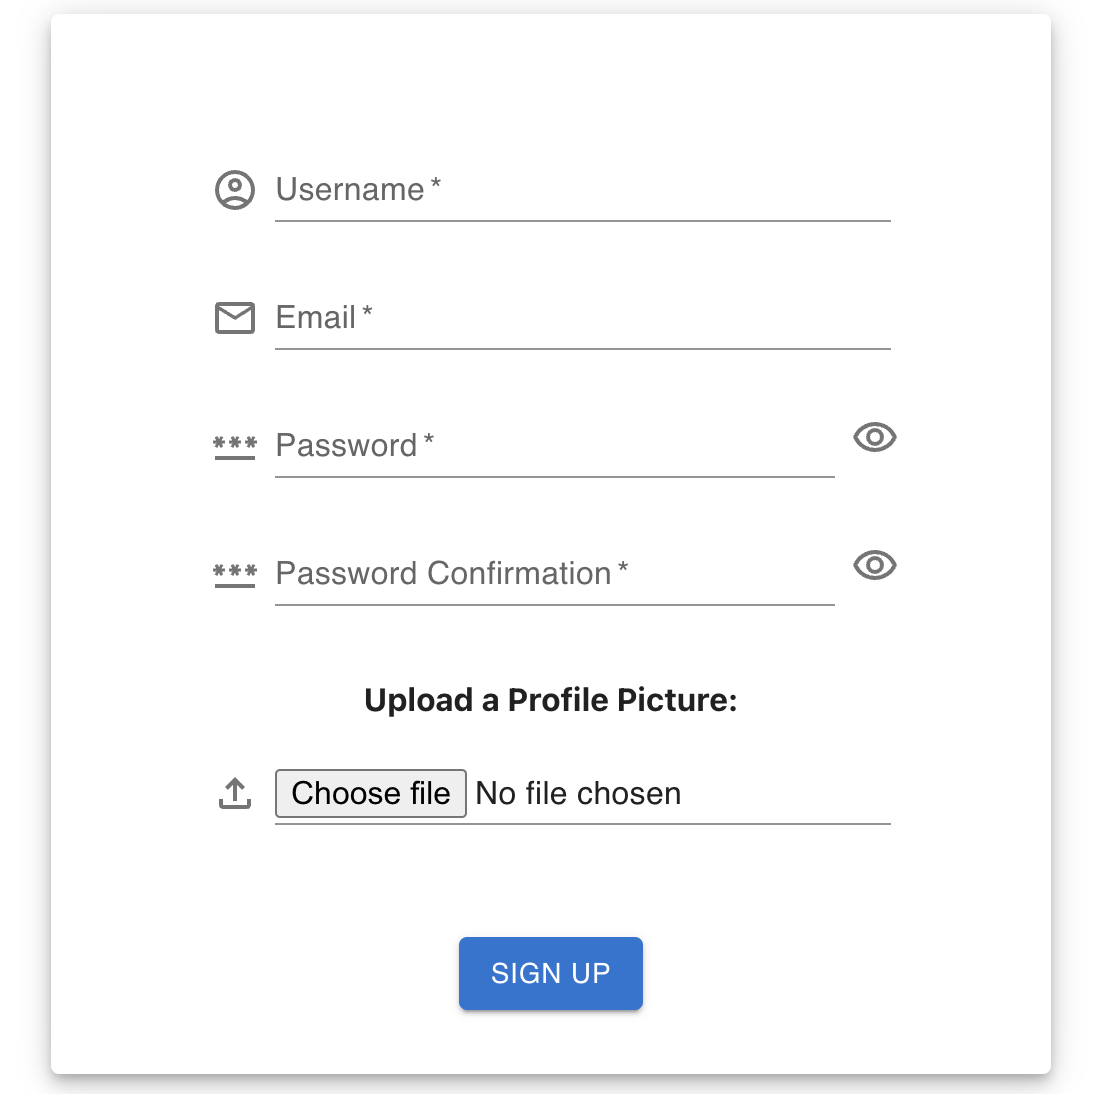 Username *
Email *
Password *
Password Confirmation *
Upload a Profile Picture:
Choose file No file chosen
SIGN UP